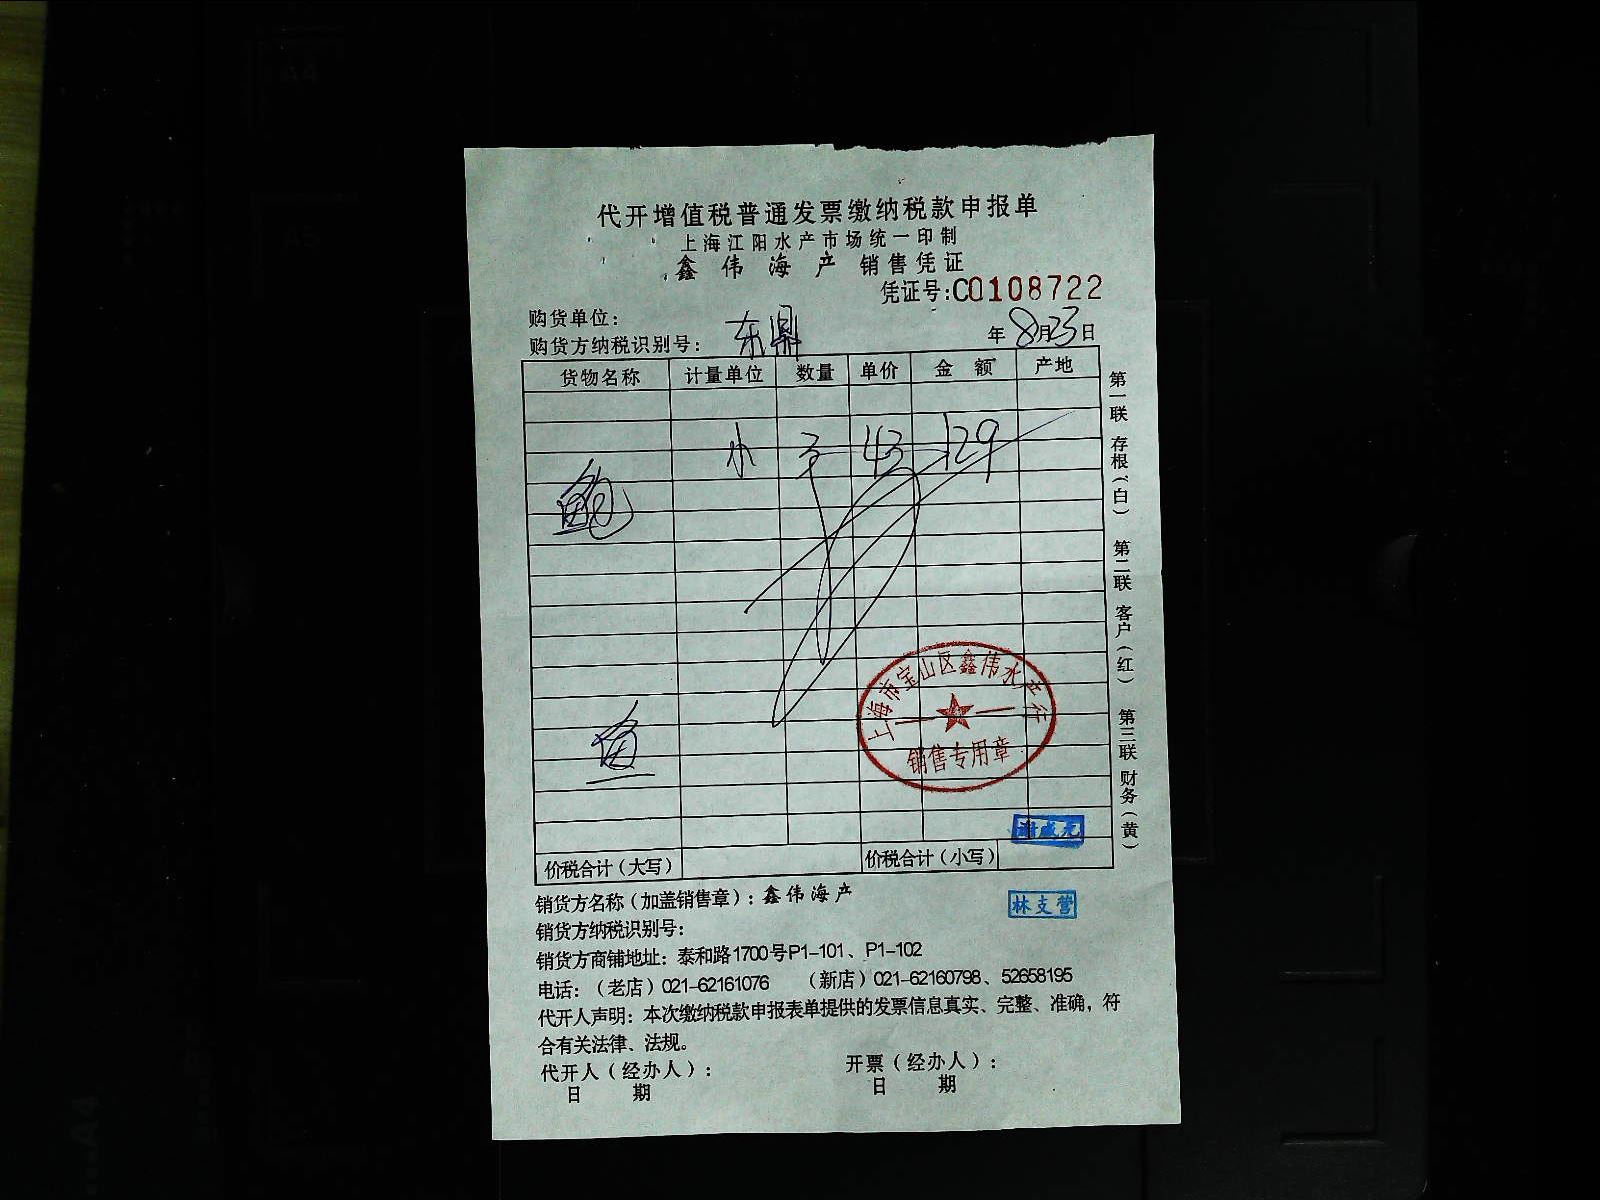 代开增值税普通发票缴纳税款申报单
上海江阳水产市场统一印制
鑫伟海产 销售凭证
凭证号:C0108722
购货单位:
购货方纳税识别号: 东鼎 年8月23日
货物名称 计量单位 数量 单价 金额 产地
小 3 43 129
鲍
鱼
上海市宝山区鑫伟水产行
销售专用章
价税合计(大写) 价税合计(小写)
销货方名称(加盖销售章):鑫伟海产
林支营
销货方纳税识别号:
销货方商铺地址:泰和路1700号P1-101、P1-102
电话:(老店)021-62161076 (新店)021-62160798、52658195
代开人声明:本次缴纳税款申报表单提供的发票信息真实、完整、准确,符
合有关法律、法规。
代开人(经办人): 开票(经办人):
日 期 日 期
第一联 存根(白) 第二联 客户(红) 第三联 财务(黄)